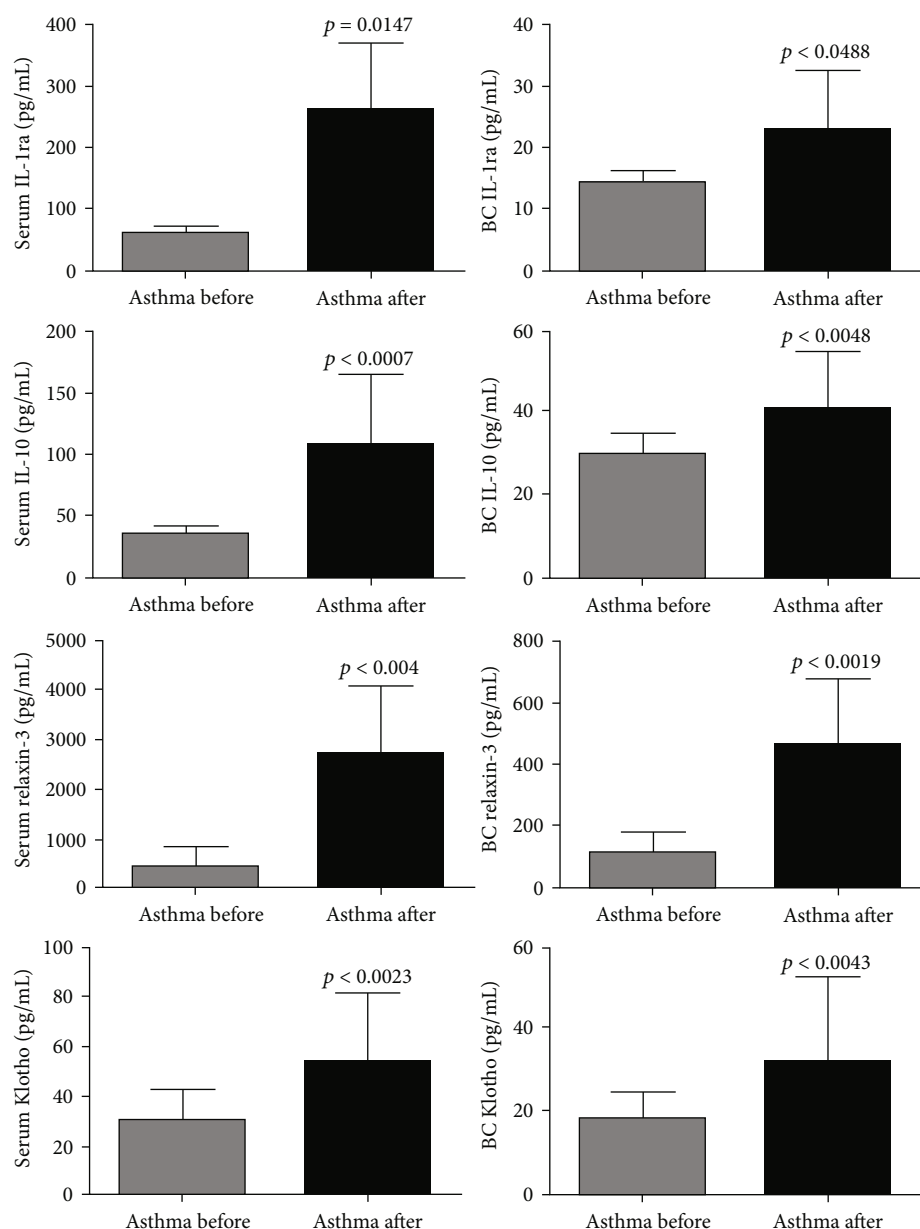 Serum IL-1ra (pg/mL)
400
300
200
100
0
p = 0.0147
Asthma before
Asthma after
BC IL-1ra (pg/mL)
40
30
20
10
0
p < 0.0488
Asthma before
Asthma after
Serum IL-10 (pg/mL)
200
150
100
50
0
p < 0.0007
Asthma before
Asthma after
BC IL-10 (pg/mL)
60
40
20
0
p < 0.0048
Asthma before
Asthma after
Serum relaxin-3 (pg/mL)
5000
4000
3000
2000
1000
0
p < 0.004
Asthma before
Asthma after
BC relaxin-3 (pg/mL)
800
600
400
200
0
p < 0.0019
Asthma before
Asthma after
Serum Klotho (pg/mL)
100
80
60
40
20
0
p < 0.0023
Asthma before
Asthma after
BC Klotho (pg/mL)
60
40
20
0
p < 0.0043
Asthma before
Asthma after